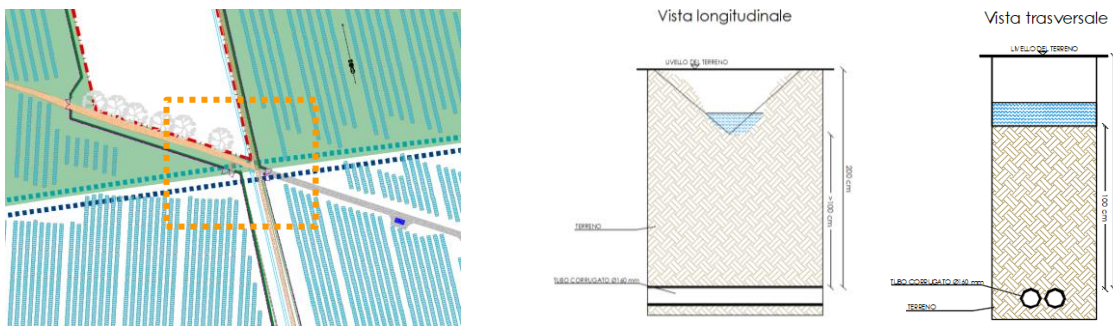 Vista longitudinale
LIVELLO DEL TERRENO
200 cm
>100 cm
TERRENO
TUBO CORRUGATO Ø160 mm
Vista trasversale
LIVELLO DEL TERRENO
100 cm
TUBO CORRUGATO Ø160 mm
TERRENO